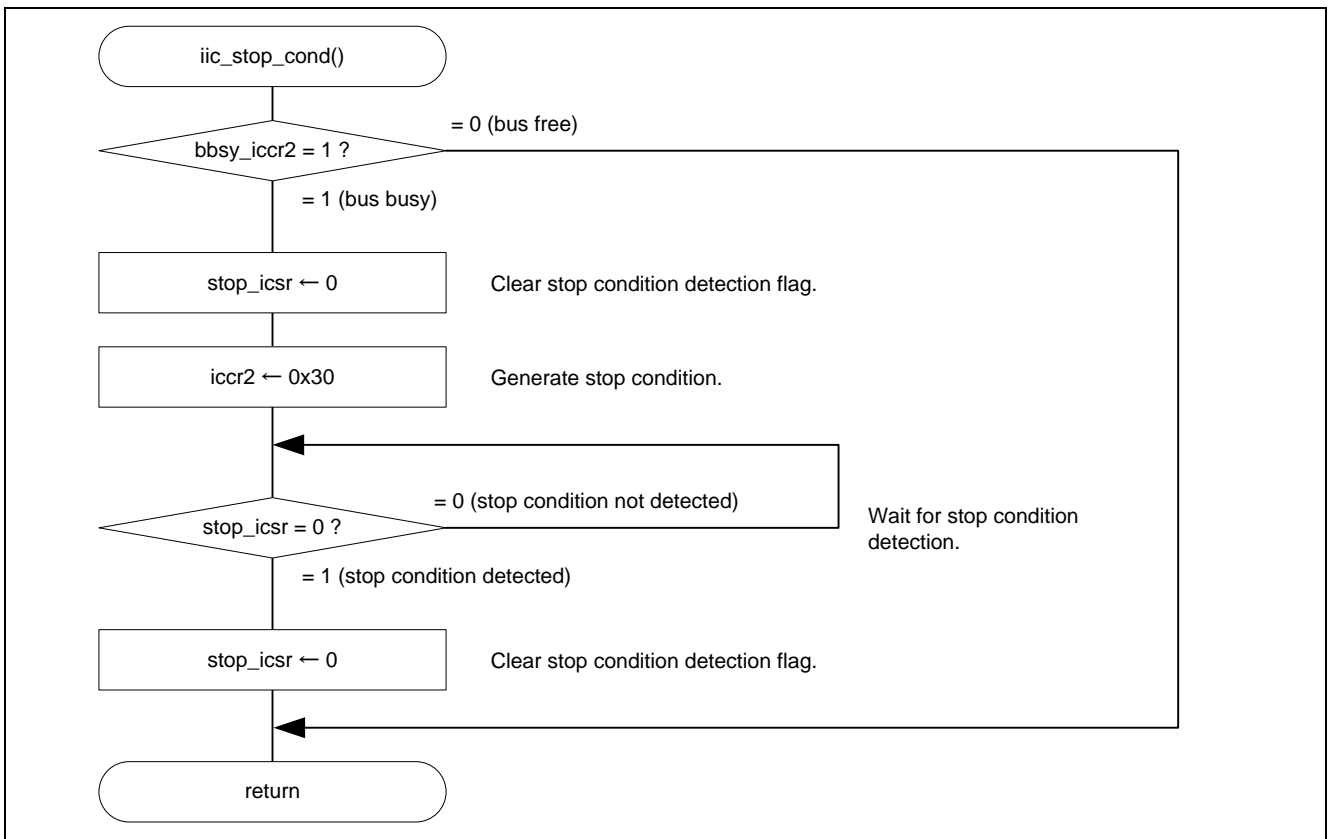 iic_stop_cond()
= 0 (bus free)
bbsy_iccr2 = 1 ?
= 1 (bus busy)
stop_icsr ← 0
Clear stop condition detection flag.
iccr2 ← 0x30
Generate stop condition.
= 0 (stop condition not detected)
stop_icsr = 0 ?
Wait for stop condition
detection.
= 1 (stop condition detected)
stop_icsr ← 0
Clear stop condition detection flag.
return